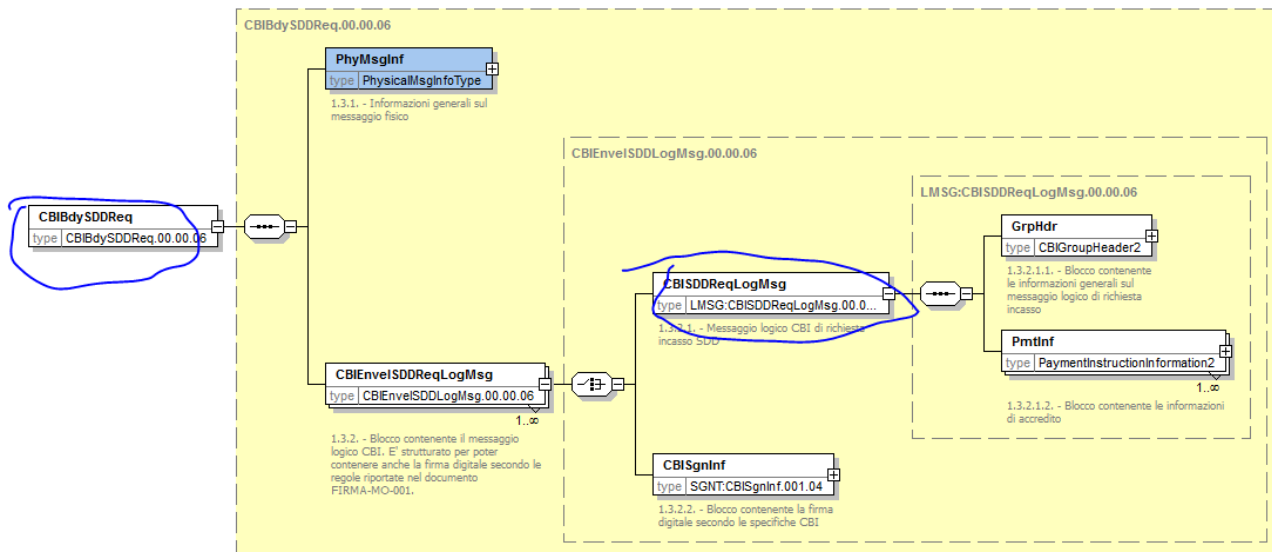 CBIBdySDDReq.00.00.06
PhyMsgInf
type PhysicalMsgInfoType
1.3.1. - Informazioni generali sul
messaggio fisico
CBIEnvelSDDLogMsg.00.00.06
LMSG:CBISDDReqLogMsg.00.00.06
CBIBdySDDReq
type CBIBdySDDReq.00.00.06
GrpHdr
type CBIGroupHeader2
1.3.2.1.1. - Blocco contenente
le informazioni generali sul
messaggio logico di richiesta
incasso
CBISDDReqLogMsg
type LMSG:CBISDDReqLogMsg.00.0...
1.3.2.1. - Messaggio logico CBI di richiesta
incasso SDD
PmtInf
type PaymentInstructionInformation2
1..∞
1.3.2.1.2. - Blocco contenente le informazioni
di accredito
CBIEnvelSDDReqLogMsg
type CBIEnvelSDDLogMsg.00.00.06
1..∞
1.3.2. - Blocco contenente il messaggio
logico CBI. E' strutturato per poter
contenere anche la firma digitale secondo le
regole riportate nel documento
FIRMA-MO-001.
CBISgnInf
type SGNT:CBISgnInf.001.04
1.3.2.2. - Blocco contenente la firma
digitale secondo le specifiche CBI